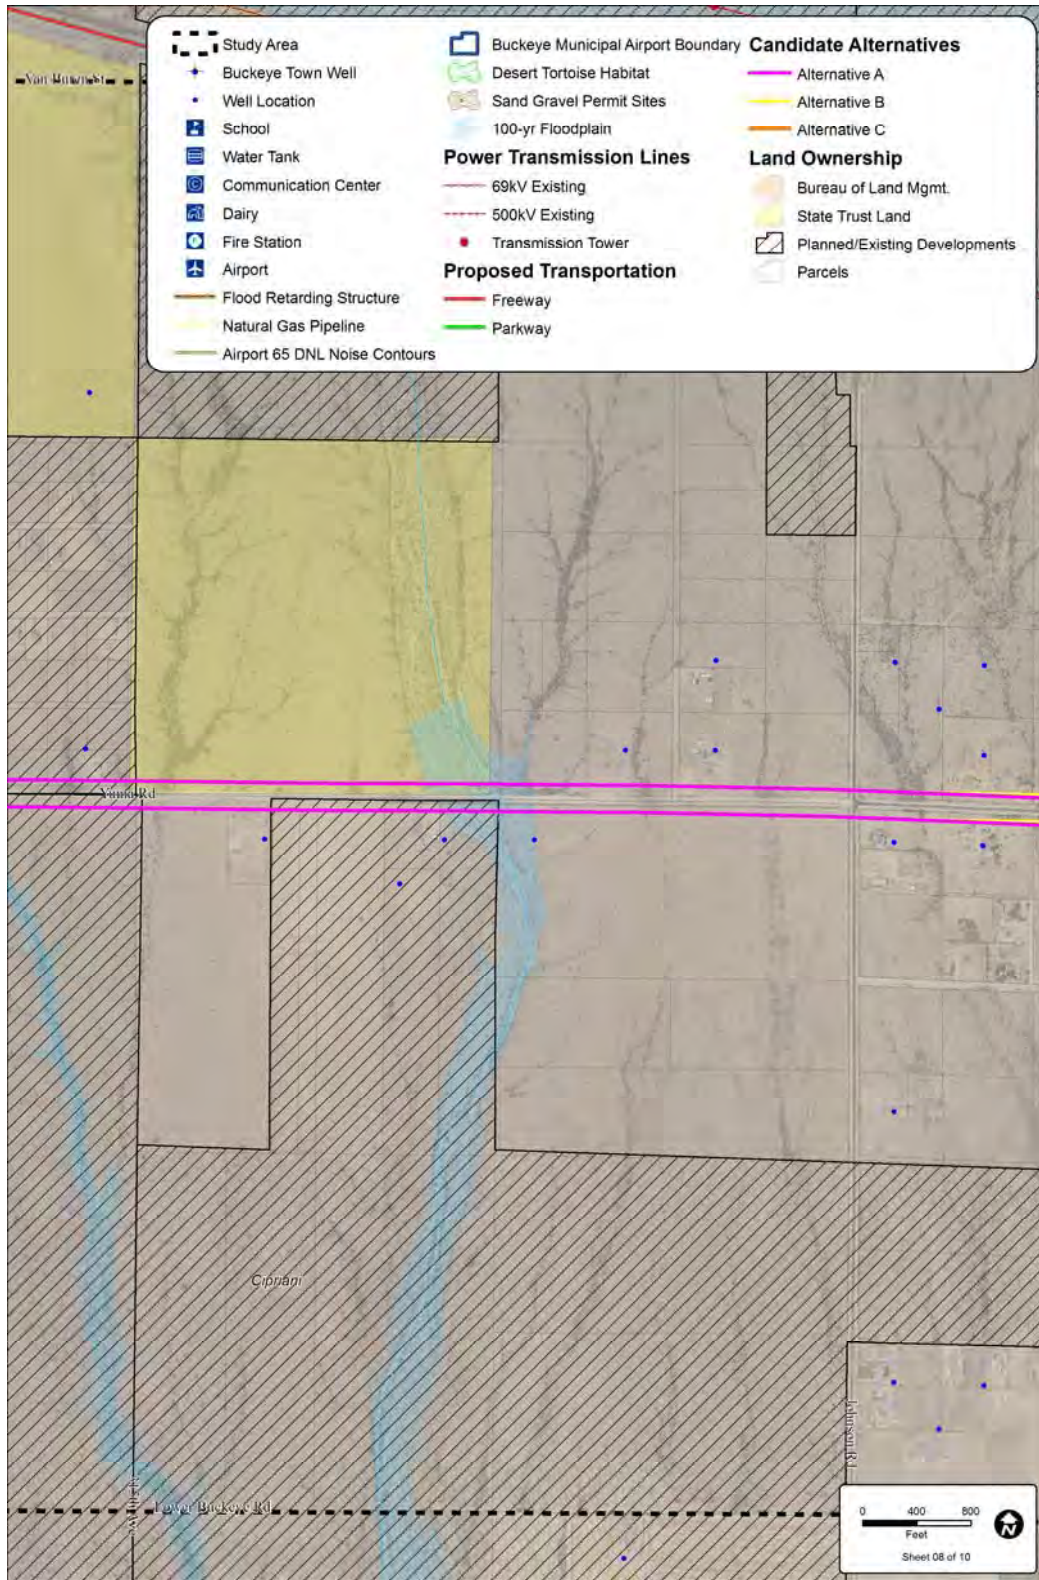 Study Area
Buckeye Town Well
Well Location
School
Water Tank
Communication Center
Dairy
Fire Station
Airport
Flood Retarding Structure
Natural Gas Pipeline
Airport 65 DNL Noise Contours
Buckeye Municipal Airport Boundary
Desert Tortoise Habitat
Sand Gravel Permit Sites
100-yr Floodplain
Power Transmission Lines
69kV Existing
500kV Existing
Transmission Tower
Proposed Transportation
Freeway
Parkway
Candidate Alternatives
Alternative A
Alternative B
Alternative C
Land Ownership
Bureau of Land Mgmt.
State Trust Land
Planned/Existing Developments
Parcels
Van Buren St
Yuma Rd
Cipriani
Johnson Rd
Lower Buckeye Rd
0 400 800
Feet
N
Sheet 08 of 10